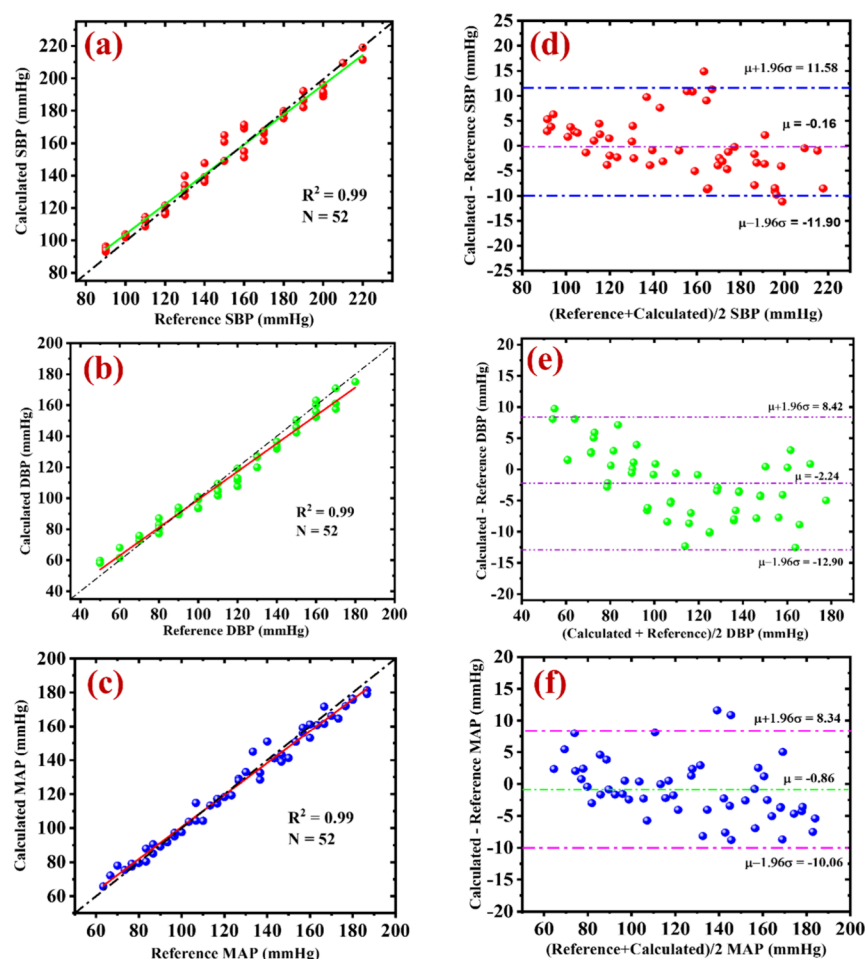 (a)
Calculated SBP (mmHg)
220
200
180
160
140
120
100
80
R² = 0.99
N = 52
80 100 120 140 160 180 200 220
Reference SBP (mmHg)
(d)
Calculated - Reference SBP (mmHg)
25
20
15
10
5
0
-5
-10
-15
-20
-25
μ+1.96σ = 11.58
μ = -0.16
μ−1.96σ = -11.90
80 100 120 140 160 180 200 220
(Reference+Calculated)/2 SBP (mmHg)
(b)
Calculated DBP (mmHg)
200
180
160
140
120
100
80
60
40
R² = 0.99
N = 52
40 60 80 100 120 140 160 180 200
Reference DBP (mmHg)
(e)
Calculated - Reference DBP (mmHg)
20
15
10
5
0
-5
-10
-15
-20
μ+1.96σ = 8.42
μ = -2.24
μ−1.96σ = -12.90
40 60 80 100 120 140 160 180
(Calculated + Reference)/2 DBP (mmHg)
(c)
Calculated MAP (mmHg)
200
180
160
140
120
100
80
60
R² = 0.99
N = 52
60 80 100 120 140 160 180 200
Reference MAP (mmHg)
(f)
Calculated - Reference MAP (mmHg)
20
15
10
5
0
-5
-10
-15
-20
μ+1.96σ = 8.34
μ = -0.86
μ−1.96σ = -10.06
40 60 80 100 120 140 160 180 200
(Reference+Calculated)/2 MAP (mmHg)